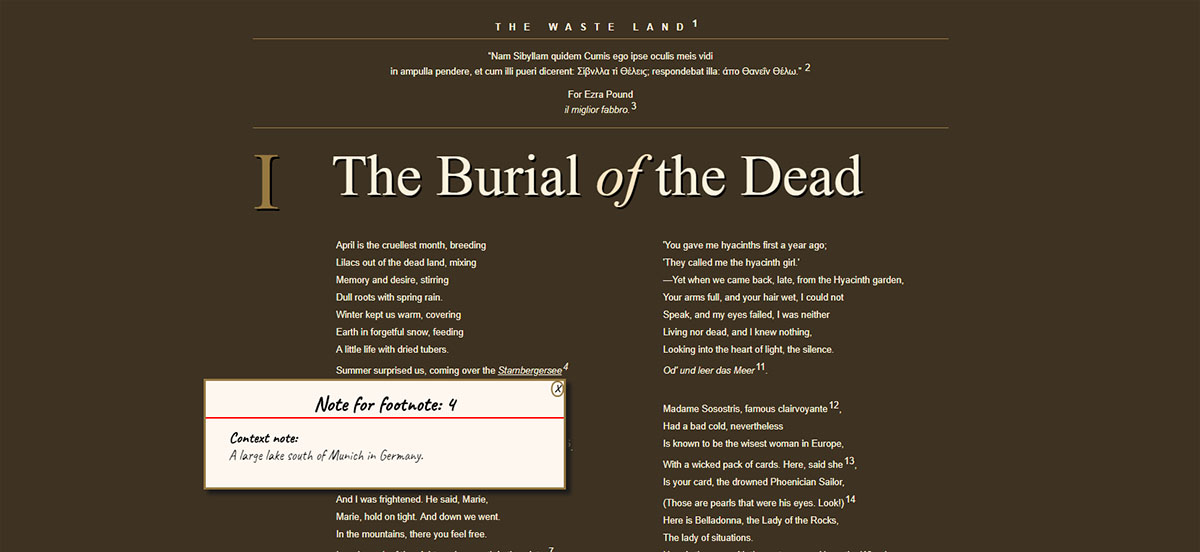 THE WASTE LAND 1
"Nam Sibyllam quidem Cumis ego ipse oculis meis vidi
in ampulla pendere, et cum illi pueri dicerent: Σίβνλλα τί Θέλεις; respondebat illa: άπο Θανεΐν Θέλω." 2
For Ezra Pound
il miglior fabbro. 3
I The Burial of the Dead
April is the cruellest month, breeding
Lilacs out of the dead land, mixing
Memory and desire, stirring
Dull roots with spring rain.
Winter kept us warm, covering
Earth in forgetful snow, feeding
A little life with dried tubers.
Summer surprised us, coming over the Starnbergersee 4
X
Note for footnote: 4
Context note:
A large lake south of Munich in Germany.
And I was frightened. He said, Marie,
Marie, hold on tight. And down we went.
In the mountains, there you feel free.
7
'You gave me hyacinths first a year ago;
'They called me the hyacinth girl.'
—Yet when we came back, late, from the Hyacinth garden,
Your arms full, and your hair wet, I could not
Speak, and my eyes failed, I was neither
Living nor dead, and I knew nothing,
Looking into the heart of light, the silence.
Od' und leer das Meer 11.
Madame Sosostris, famous clairvoyante 12,
Had a bad cold, nevertheless
Is known to be the wisest woman in Europe,
With a wicked pack of cards. Here, said she 13,
Is your card, the drowned Phoenician Sailor,
(Those are pearls that were his eyes. Look!) 14
Here is Belladonna, the Lady of the Rocks,
The lady of situations.